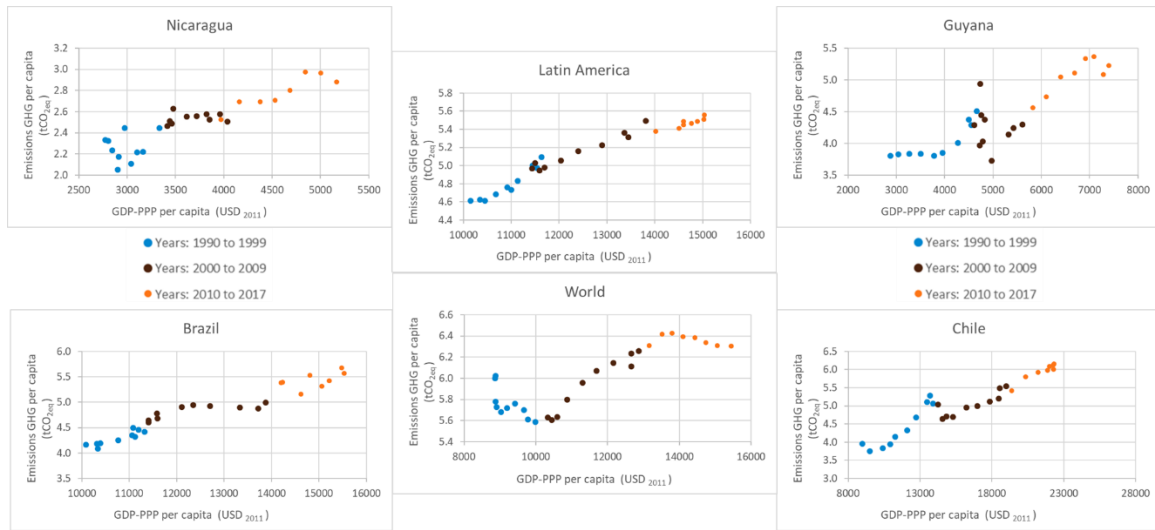 Nicaragua
Emissions GHG per capita
(tCO2eq)
3.2
3.0
2.8
2.6
2.4
2.2
2.0
2500 3000 3500 4000 4500 5000 5500
GDP-PPP per capita (USD 2011 )
Latin America
Emissions GHG per capita
(tCO2eq)
5.8
5.6
5.4
5.2
5.0
4.8
4.6
4.4
10000 11000 12000 13000 14000 15000 16000
GDP-PPP per capita (USD 2011 )
Guyana
Emissions GHG per capita
(tCO2eq)
5.5
5.0
4.5
4.0
3.5
2000 3000 4000 5000 6000 7000 8000
GDP-PPP per capita (USD 2011 )
Years: 1990 to 1999
Years: 2000 to 2009
Years: 2010 to 2017
Years: 1990 to 1999
Years: 2000 to 2009
Years: 2010 to 2017
Brazil
Emissions GHG per capita
(tCO2eq)
6.0
5.5
5.0
4.5
4.0
3.5
10000 11000 12000 13000 14000 15000 16000
GDP-PPP per capita (USD 2011 )
World
Emissions GHG per capita
(tCO2eq)
6.6
6.4
6.2
6.0
5.8
5.6
5.4
8000 10000 12000 14000 16000
GDP-PPP per capita (USD 2011 )
Chile
Emissions GHG per capita
(tCO2eq)
6.5
6.0
5.5
5.0
4.5
4.0
3.5
3.0
8000 13000 18000 23000 28000
GDP-PPP per capita (USD 2011 )